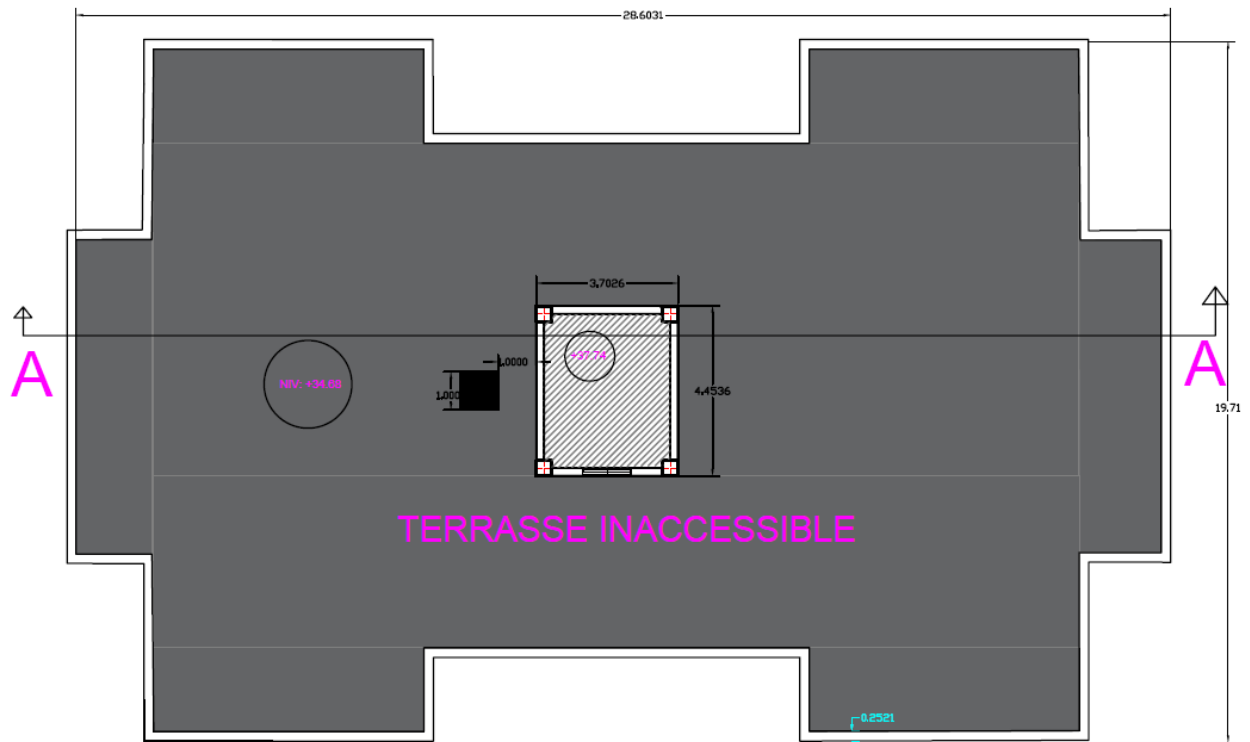 28.6031
3.7026
+37.74
1.0000
A
NIV: +34.68
1.000
4.4536
A
19.71
TERRASSE INACCESSIBLE
0.2521